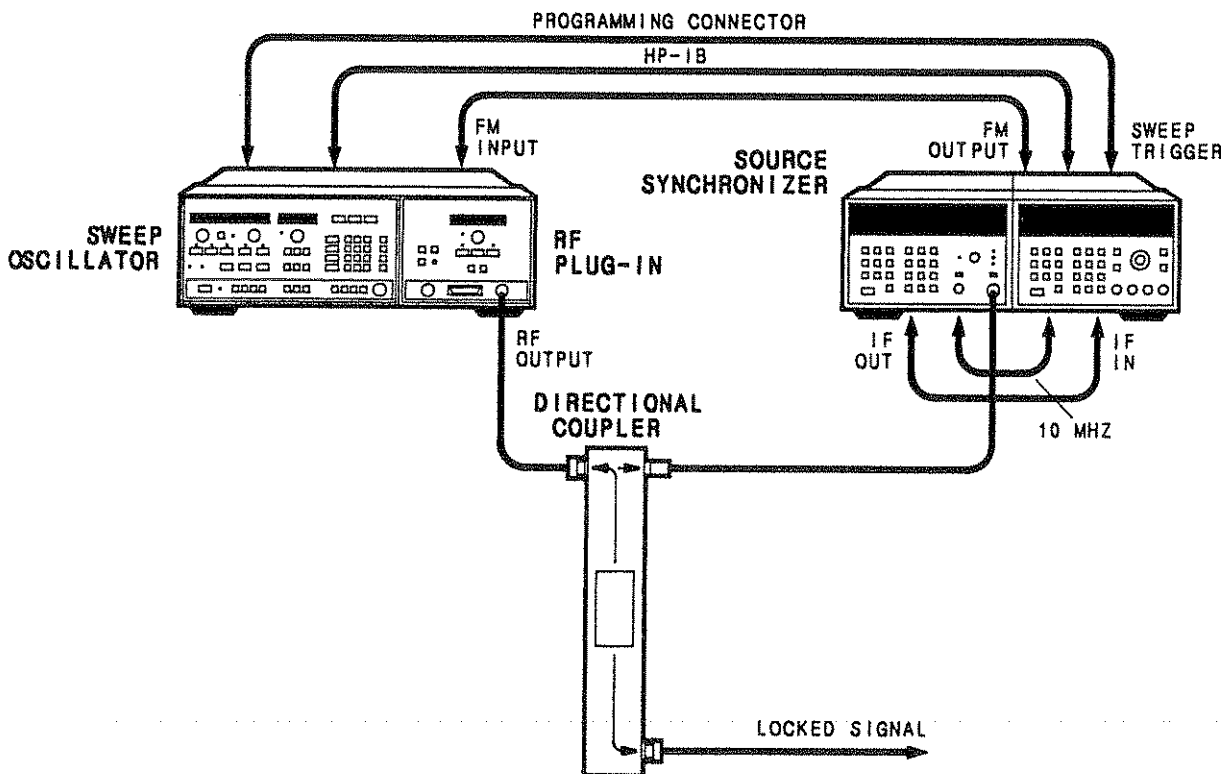 PROGRAMMING CONNECTOR
HP-IB
FM
INPUT
FM
OUTPUT
SWEEP
TRIGGER
SOURCE
SYNCHRONIZER
SWEEP
OSCILLATOR
RF
PLUG-IN
RF
OUTPUT
IF
OUT
IF
IN
10 MHZ
DIRECTIONAL
COUPLER
LOCKED SIGNAL